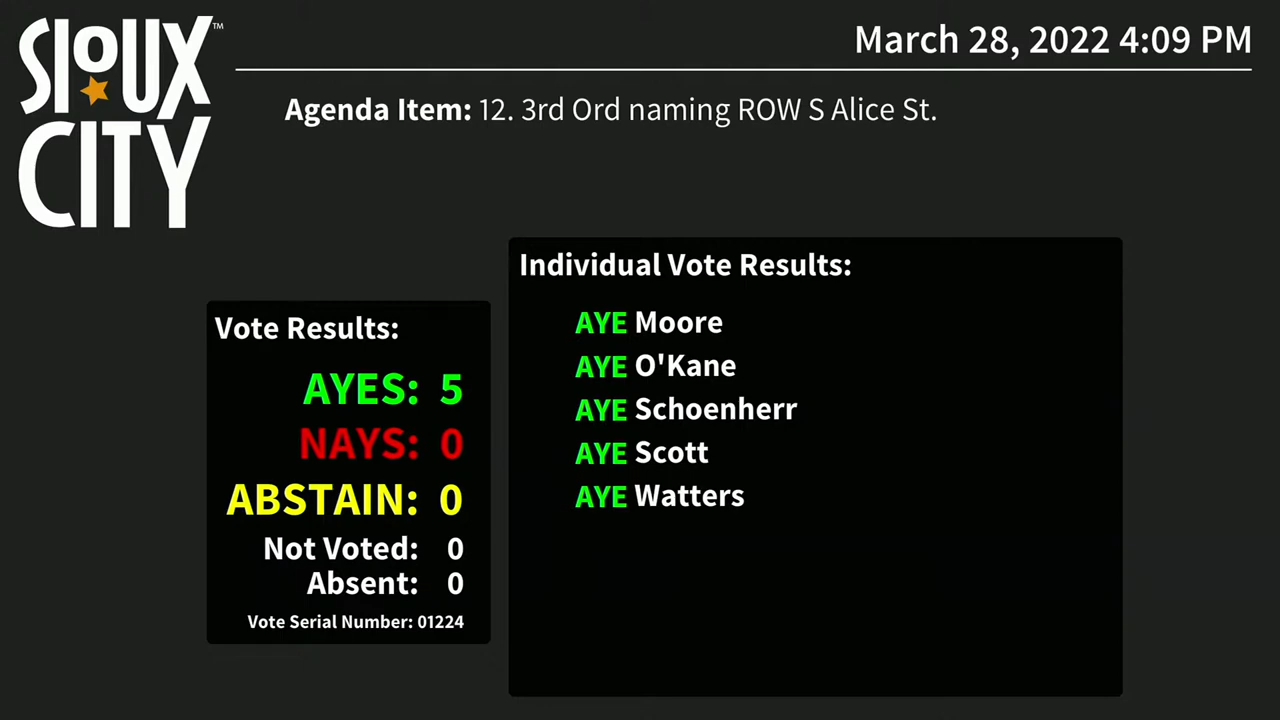 SIOUX
CITY™
March 28, 2022 4:09 PM
Agenda Item: 12. 3rd Ord naming ROW S Alice St.
Vote Results:
AYES: 5
NAYS: 0
ABSTAIN: 0
Not Voted: 0
Absent: 0
Vote Serial Number: 01224
Individual Vote Results:
AYE Moore
AYE O'Kane
AYE Schoenherr
AYE Scott
AYE Watters